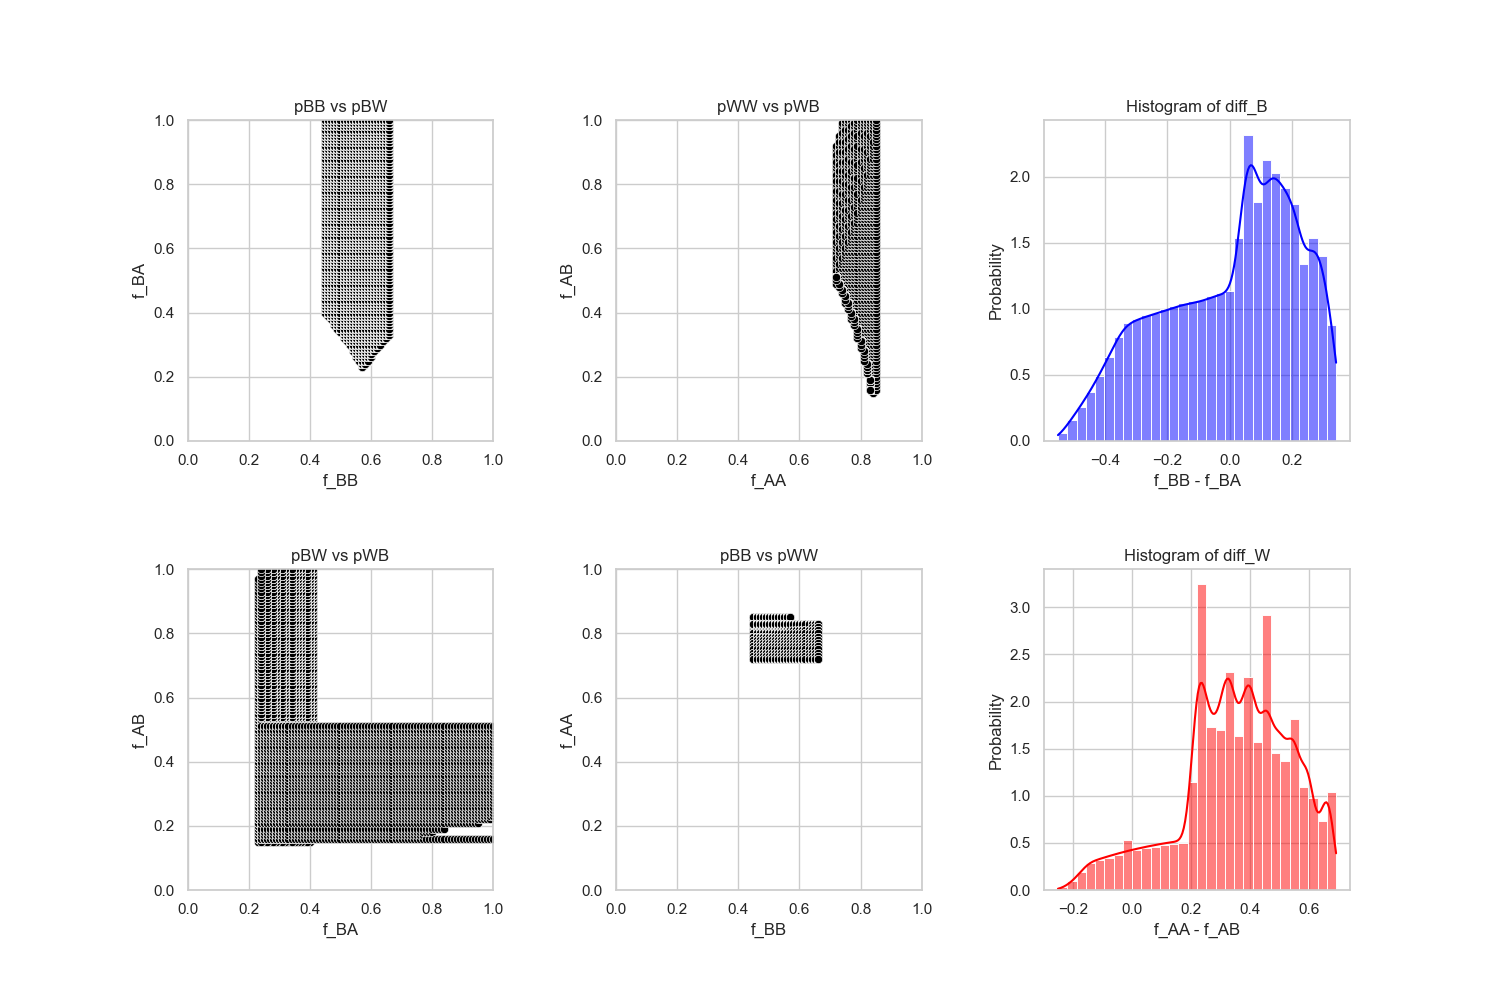 pBB vs pBW
1.0
0.8
0.6
0.4
0.2
0.0
f_BA
0.0 0.2 0.4 0.6 0.8 1.0
f_BB
pWW vs pWB
1.0
0.8
0.6
0.4
0.2
0.0
f_AB
0.0 0.2 0.4 0.6 0.8 1.0
f_AA
Histogram of diff_B
2.0
1.5
1.0
0.5
0.0
Probability
−0.4 −0.2 0.0 0.2
f_BB - f_BA
pBW vs pWB
1.0
0.8
0.6
0.4
0.2
0.0
f_AB
0.0 0.2 0.4 0.6 0.8 1.0
f_BA
pBB vs pWW
1.0
0.8
0.6
0.4
0.2
0.0
f_AA
0.0 0.2 0.4 0.6 0.8 1.0
f_BB
Histogram of diff_W
3.0
2.5
2.0
1.5
1.0
0.5
0.0
Probability
−0.2 0.0 0.2 0.4 0.6
f_AA - f_AB